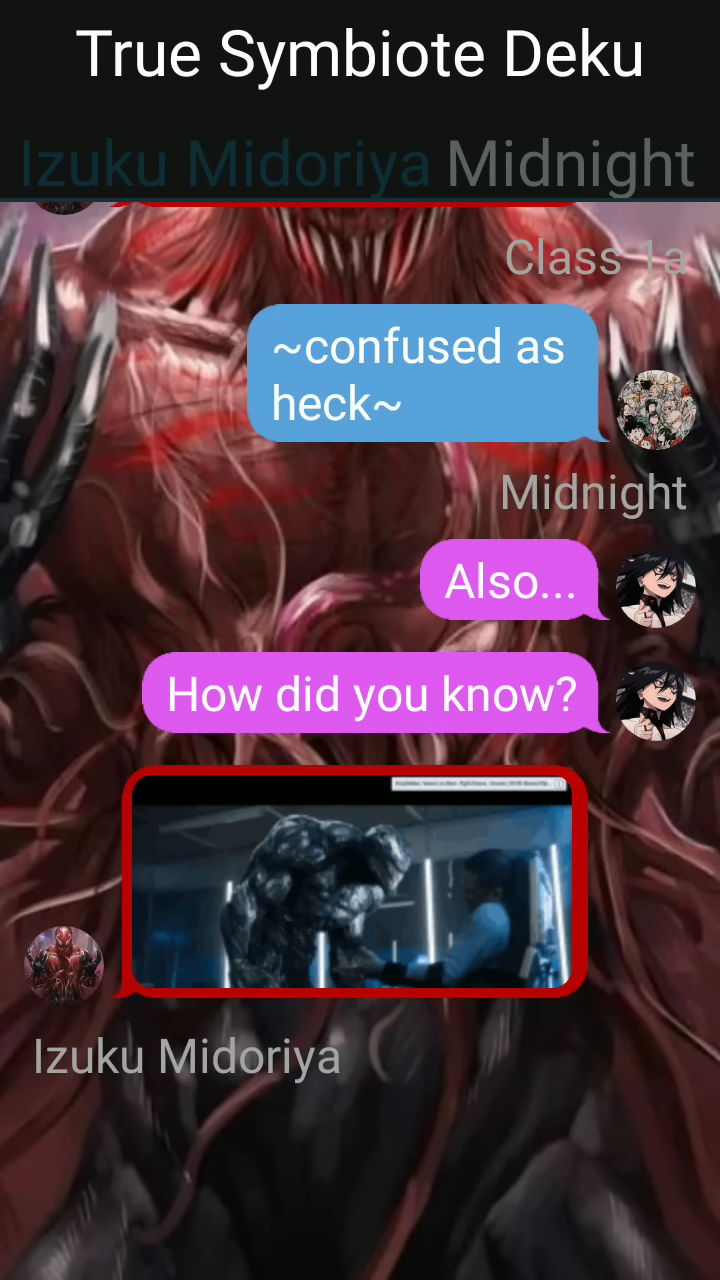 True Symbiote Deku
Izuku Midoriya Midnight
Class 1a
~confused as
heck~
Midnight
Also...
How did you know?
Izuku Midoriya